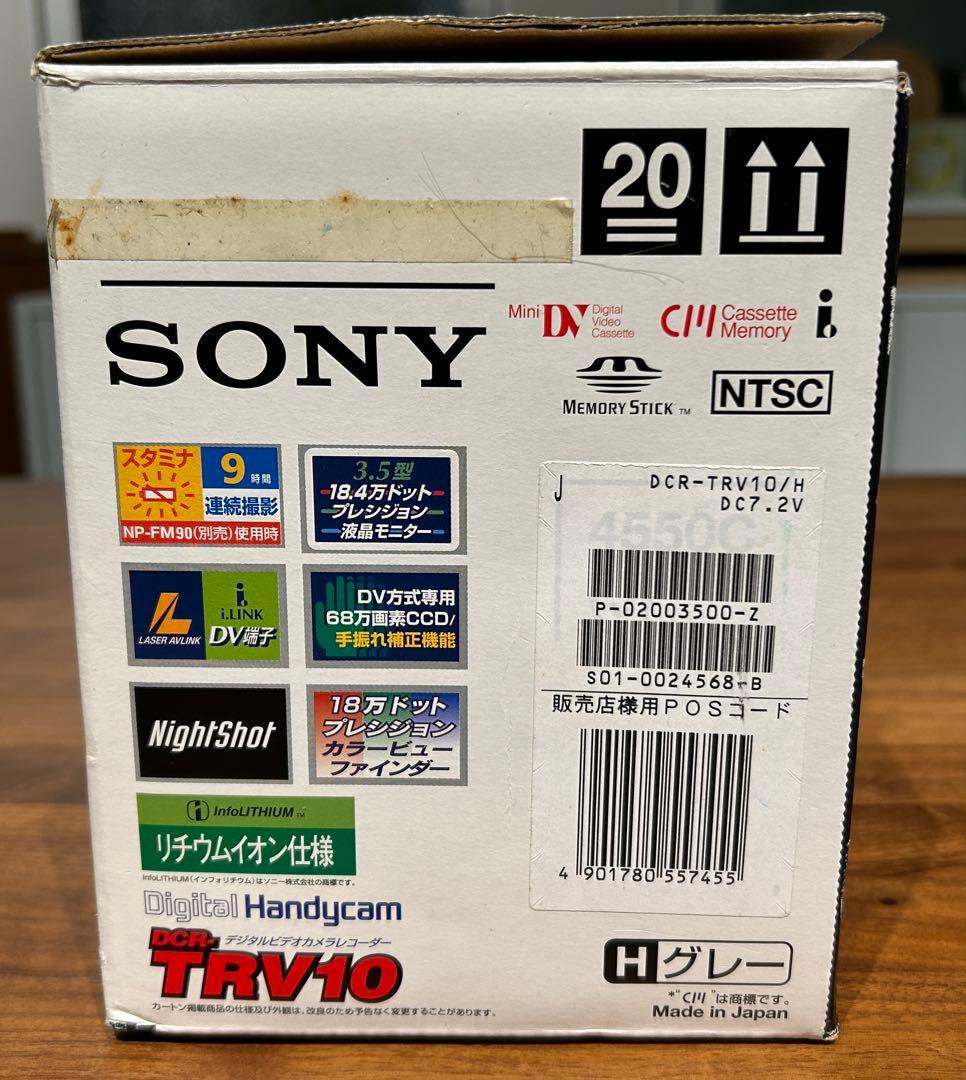 20
SONY
Mini DV Digital Video Cassette
CM Cassette Memory
i
MEMORY STICK TM
NTSC
スタミナ
9時間
連続撮影
NP-FM90(別売)使用時
3.5型
18.4万ドット
プレシジョン
液晶モニター
LASER AVLINK
i.LINK
DV端子
DV方式専用
68万画素CCD/
手振れ補正機能
NightShot
18万ドット
プレシジョン
カラービュー
ファインダー
InfoLITHIUM TM
リチウムイオン仕様
InfoLITHIUM(インフォリチウム)はソニー株式会社の商標です。
Digital Handycam
DCR- デジタルビデオカメラレコーダー
TRV10
カートン掲載商品の仕様及び外観は、改良のため予告なく変更することがあります。
J DCR-TRV10/H
DC7.2V
4550C
P-02003500-Z
S01-0024568-B
販売店様用POSコード
4 901780 557455
H グレー
*"CM"は商標です。
Made in Japan